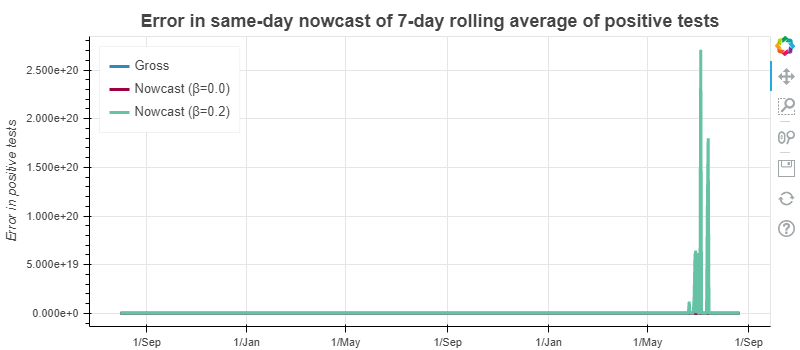 Error in same-day nowcast of 7-day rolling average of positive tests
Gross
Nowcast (β=0.0)
Nowcast (β=0.2)
Error in positive tests
2.500e+20
2.000e+20
1.500e+20
1.000e+20
5.000e+19
0.000e+0
1/Sep 1/Jan 1/May 1/Sep 1/Jan 1/May 1/Sep